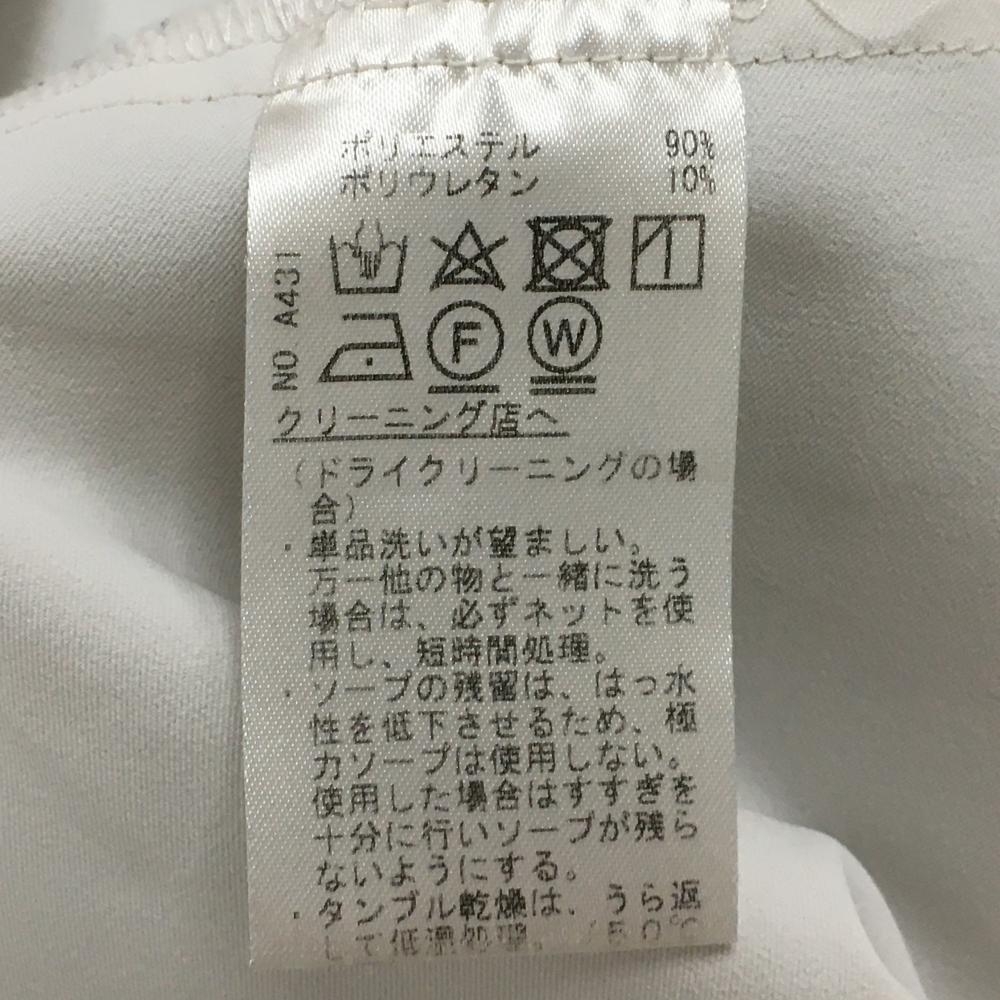 ポリエステル 90%
ポリウレタン 10%
NO A431
F W
クリーニング店へ
(ドライクリーニングの場
合)
・単品洗いが望ましい。
万一他の物と一緒に洗う
場合は、必ずネットを使
用し、短時間処理。
・ソープの残留は、はっ水
性を低下させるため、極
力ソープは使用しない。
使用した場合はすすぎを
十分に行いソープが残ら
ないようにする。
・タンブル乾燥は、うら返
して低温処理。(50℃